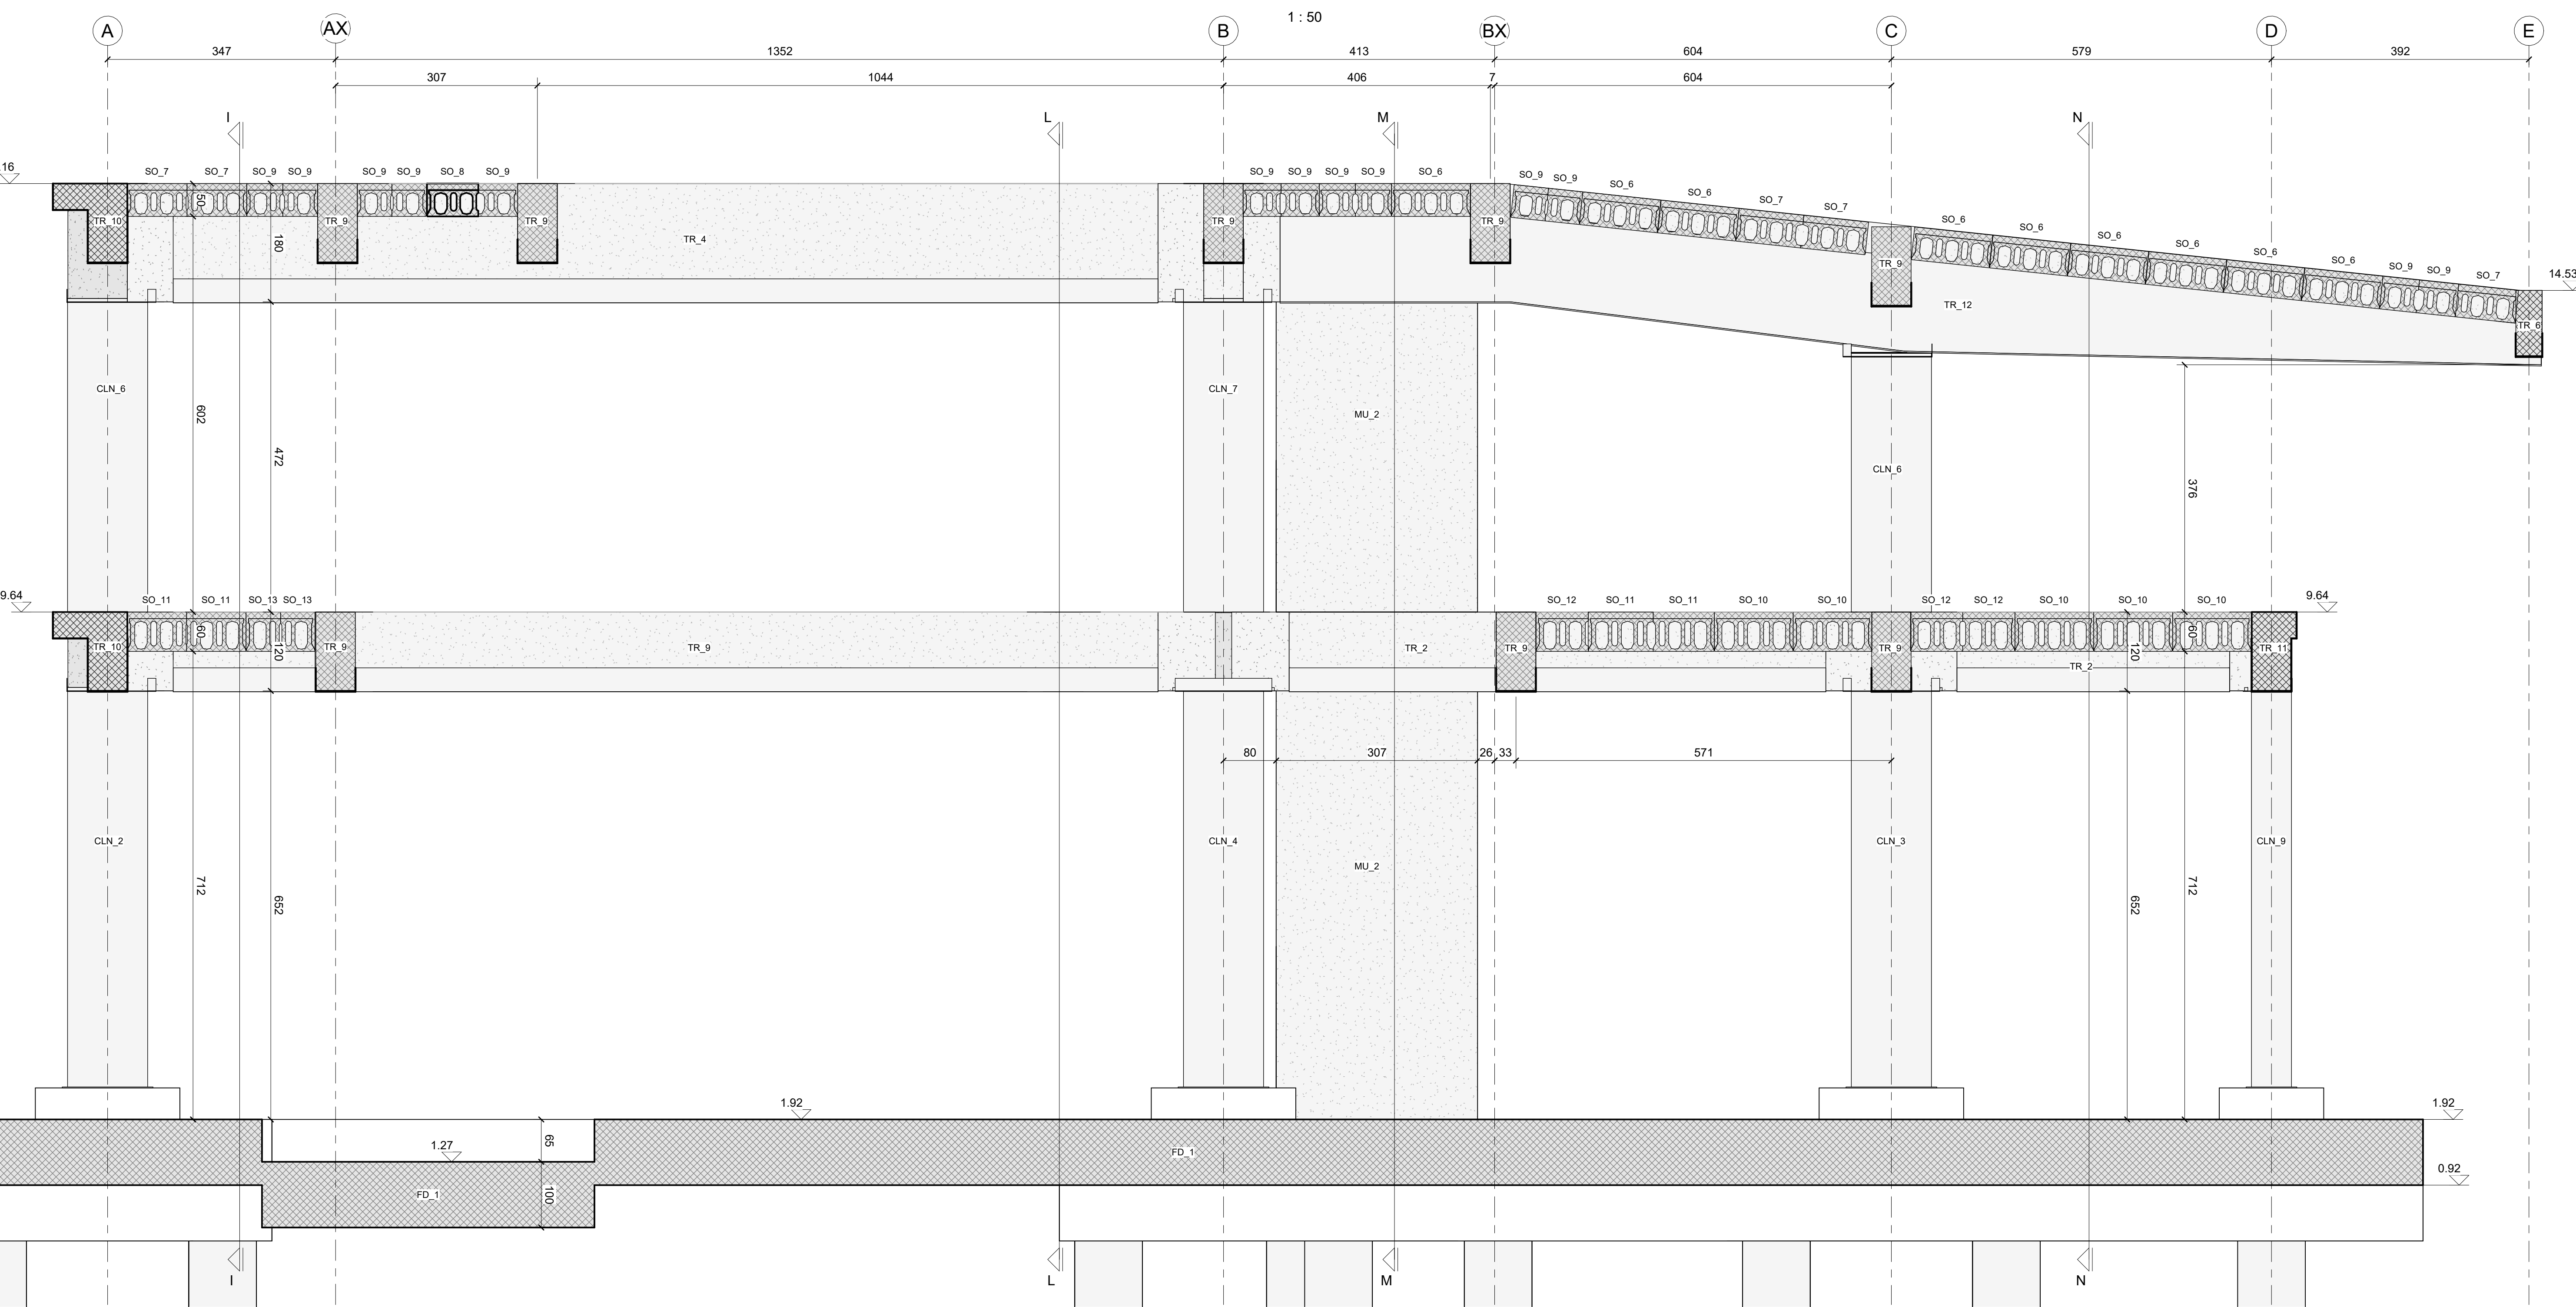 1 : 50
A AX B BX C D E
347 1352 413 604 579 392
307 1044 406 7 604
I L M N
.16
SO_7 SO_7 SO_9 SO_9 SO_9 SO_9 SO_8 SO_9 SO_9 SO_9 SO_9 SO_9 SO_6 SO_9 SO_9 SO_6 SO_6 SO_7 SO_7 SO_6 SO_6 SO_6 SO_6 SO_6 SO_6 SO_9 SO_9 SO_7
50
TR_10 TR_9 TR_9 TR_9 TR_9
180
TR_4
TR_9
14.53
TR_12
TR_6
CLN_6 CLN_7
602
MU_2
472
CLN_6
376
9.64
SO_11 SO_11 SO_13 SO_13 SO_12 SO_11 SO_11 SO_10 SO_10 SO_12 SO_12 SO_10 SO_10 SO_10
9.64
60 60
TR_10 120 TR_9 TR_9 TR_2 TR_9 TR_9 120 TR_11
TR_2
80 307 26 33 571
CLN_2 CLN_4 CLN_3 CLN_9
MU_2
712 712
652 652
1.92 1.92
65
1.27
FD_1
0.92
FD_1
100
I L M N